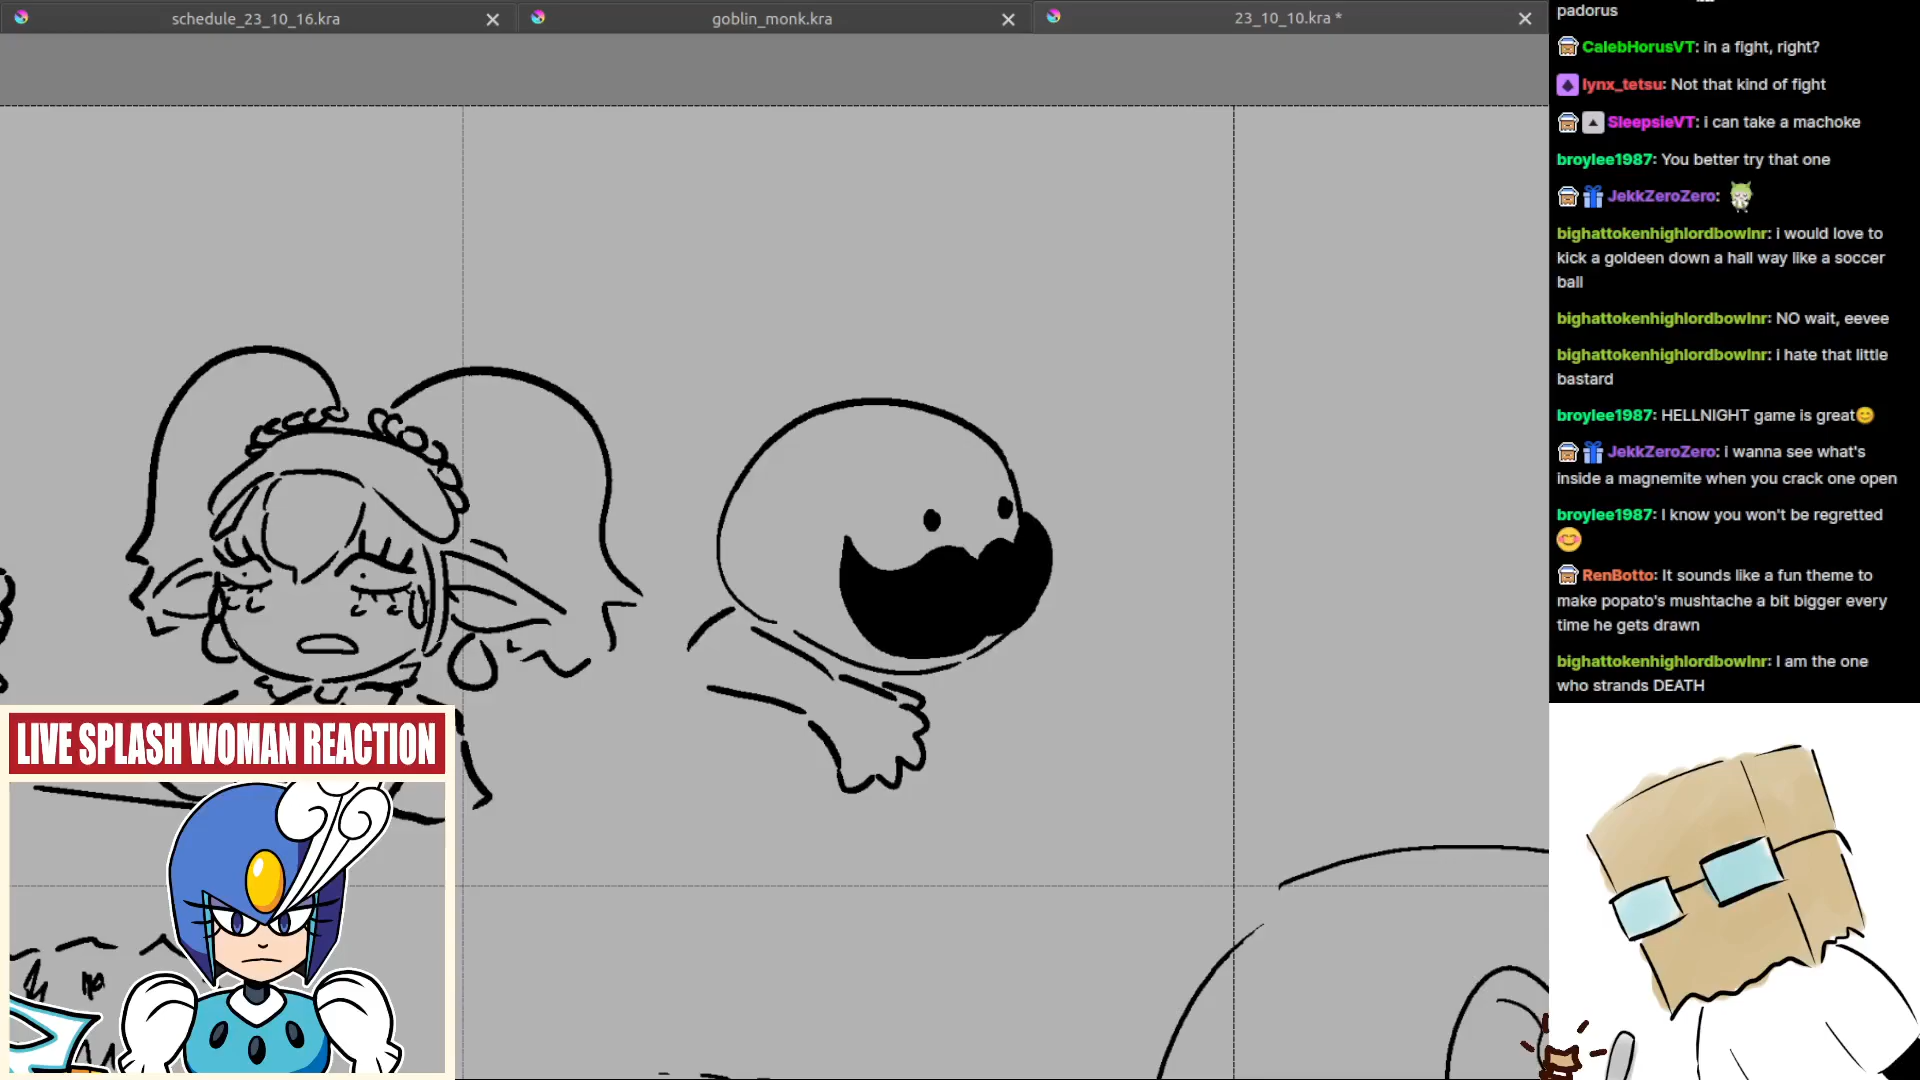 schedule_23_10_16.kra
goblin_monk.kra
23_10_10.kra *
padorus
CalebHorusVT: in a fight, right?
lynx_tetsu: Not that kind of fight
SleepsieVT: i can take a machoke
broylee1987: You better try that one
JekkZeroZero:
bighattokenhighlordbowlnr: i would love to
kick a goldeen down a hall way like a soccer
ball
bighattokenhighlordbowlnr: NO wait, eevee
bighattokenhighlordbowlnr: i hate that little
bastard
broylee1987: HELLNIGHT game is great😊
JekkZeroZero: i wanna see what's
inside a magnemite when you crack one open
broylee1987: I know you won't be regretted
😊
RenBotto: It sounds like a fun theme to
make popato's mushtache a bit bigger every
time he gets drawn
bighattokenhighlordbowlnr: I am the one
who strands DEATH
LIVE SPLASH WOMAN REACTION